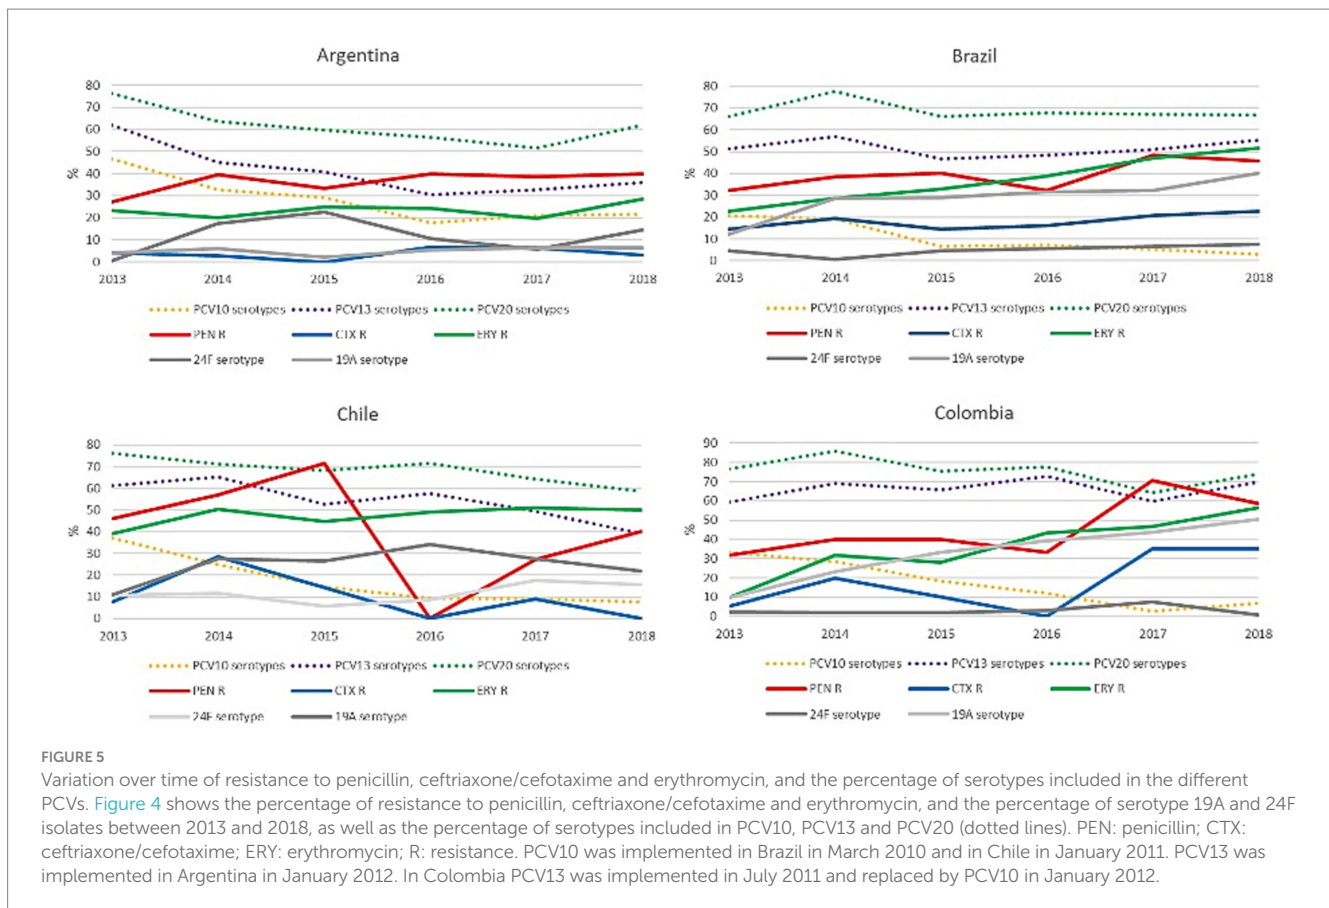 Argentina
80
70
60
50
40
30
20
10
0
%
2013 2014 2015 2016 2017 2018
PCV10 serotypes PCV13 serotypes PCV20 serotypes
PEN R CTX R ERY R
24F serotype 19A serotype
Brazil
80
70
60
50
40
30
20
10
0
%
2013 2014 2015 2016 2017 2018
PCV10 serotypes PCV13 serotypes PCV20 serotypes
PEN R CTX R ERY R
24F serotype 19A serotype
Chile
80
70
60
50
40
30
20
10
0
%
2013 2014 2015 2016 2017 2018
PCV10 serotypes PCV13 serotypes PCV20 serotypes
PEN R CTX R ERY R
24F serotype 19A serotype
Colombia
90
80
70
60
50
40
30
20
10
0
%
2013 2014 2015 2016 2017 2018
PCV10 serotypes PCV13 serotypes PCV20 serotypes
PEN R CTX R ERY R
24F serotype 19A serotype
FIGURE 5
Variation over time of resistance to penicillin, ceftriaxone/cefotaxime and erythromycin, and the percentage of serotypes included in the different
PCVs. Figure 4 shows the percentage of resistance to penicillin, ceftriaxone/cefotaxime and erythromycin, and the percentage of serotype 19A and 24F
isolates between 2013 and 2018, as well as the percentage of serotypes included in PCV10, PCV13 and PCV20 (dotted lines). PEN: penicillin; CTX:
ceftriaxone/cefotaxime; ERY: erythromycin; R: resistance. PCV10 was implemented in Brazil in March 2010 and in Chile in January 2011. PCV13 was
implemented in Argentina in January 2012. In Colombia PCV13 was implemented in July 2011 and replaced by PCV10 in January 2012.